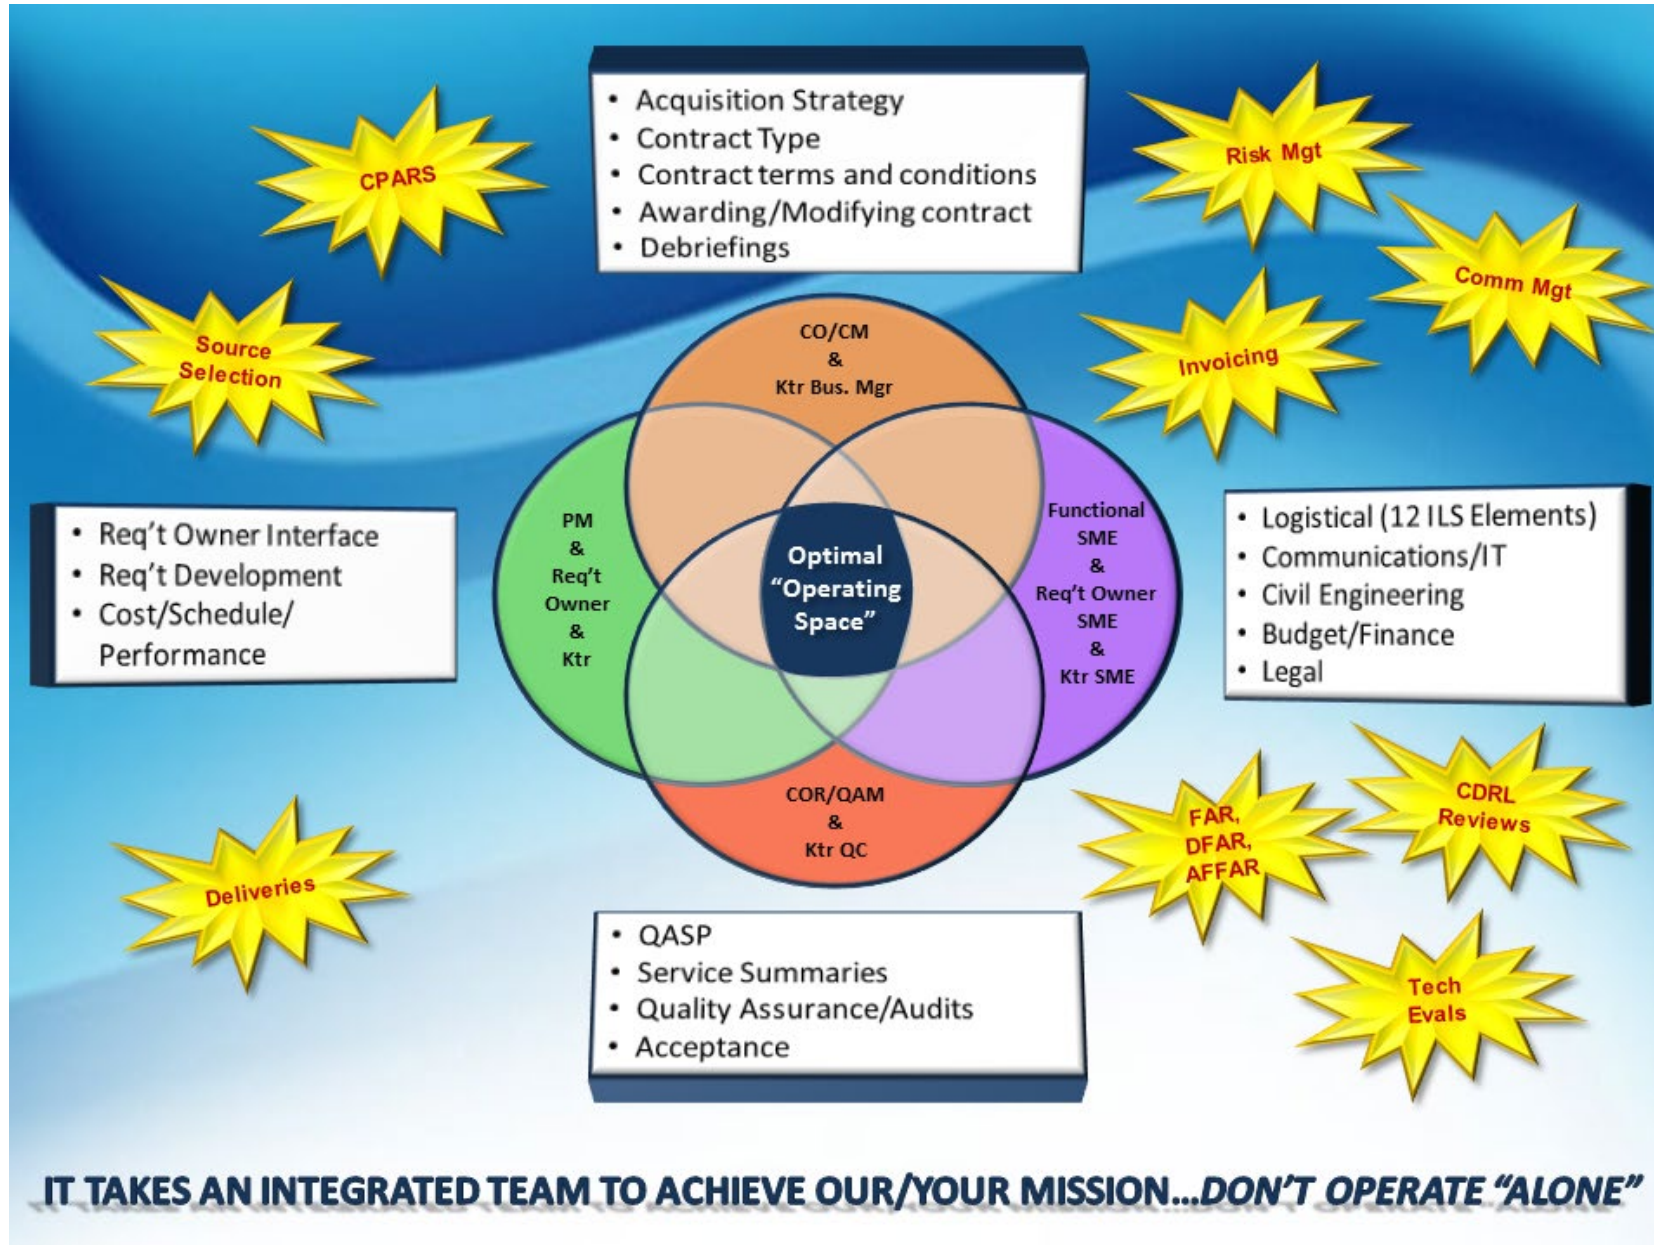 • Acquisition Strategy
• Contract Type
• Contract terms and conditions
• Awarding/Modifying contract
• Debriefings
CPARS
Risk Mgt
Comm Mgt
Source
Selection
Invoicing
CO/CM
&
Ktr Bus. Mgr
• Req't Owner Interface
• Req't Development
• Cost/Schedule/
Performance
PM
&
Req't
Owner
&
Ktr
Optimal
“Operating
Space”
Functional
SME
&
Req't Owner
SME
&
Ktr SME
• Logistical (12 ILS Elements)
• Communications/IT
• Civil Engineering
• Budget/Finance
• Legal
COR/QAM
&
Ktr QC
Deliveries
FAR,
DFAR,
AFFAR
CDRL
Reviews
• QASP
• Service Summaries
• Quality Assurance/Audits
• Acceptance
Tech
Evals
IT TAKES AN INTEGRATED TEAM TO ACHIEVE OUR/YOUR MISSION...DON'T OPERATE “ALONE”